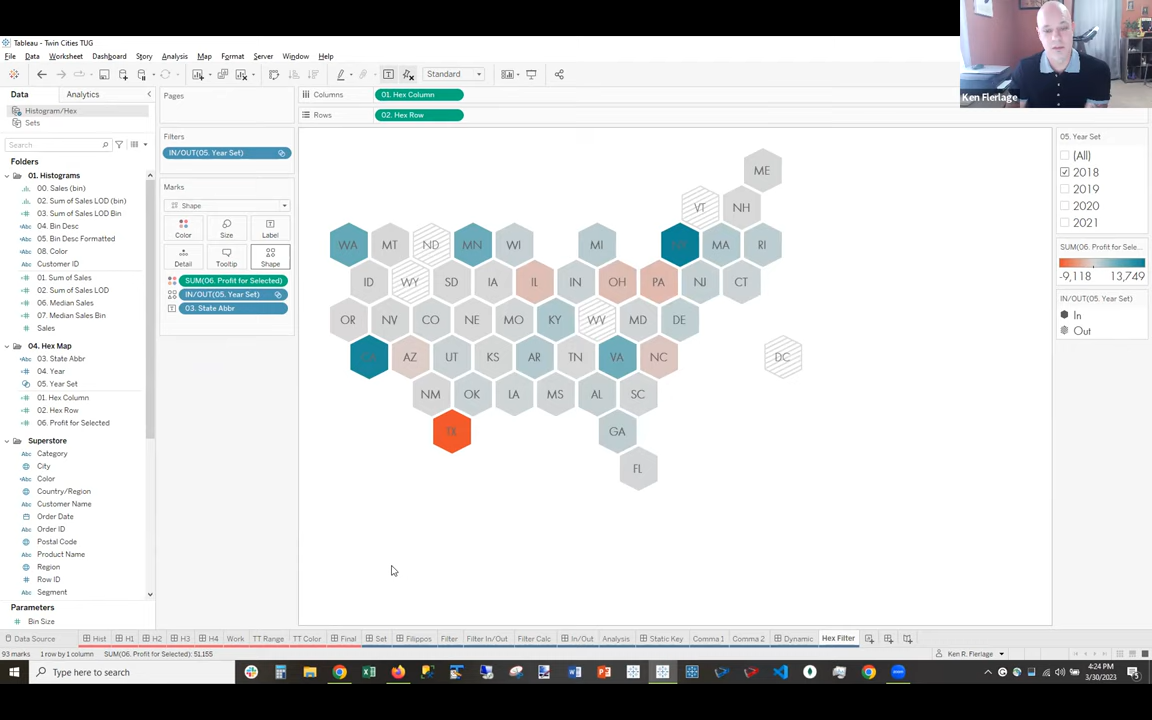 Tableau - Twin Cities TUG
File Data Worksheet Dashboard Story Analysis Map Format Server Window Help
Standard
Ken Flerlage
Data Analytics
Histogram/Hex
Sets
Search
Folders
01. Histograms
00. Sales (bin)
02. Sum of Sales LOD (bin)
03. Sum of Sales LOD Bin
04. Bin Desc
05. Bin Desc Formatted
08. Color
Customer ID
01. Sum of Sales
02. Sum of Sales LOD
06. Median Sales
07. Median Sales Bin
Sales
04. Hex Map
03. State Abbr
04. Year
05. Year Set
01. Hex Column
02. Hex Row
06. Profit for Selected
Superstore
Category
City
Color
Country/Region
Customer Name
Order Date
Order ID
Postal Code
Product Name
Region
Row ID
Segment
Parameters
Bin Size
Pages
Filters
IN/OUT(05. Year Set)
Marks
Shape
Color Size Label
Detail Tooltip Shape
SUM(06. Profit for Selected)
IN/OUT(05. Year Set)
03. State Abbr
Columns 01. Hex Column
Rows 02. Hex Row
ME
VT NH
WA MT ND MN WI MI NY MA RI
ID WY SD IA IL IN OH PA NJ CT
OR NV CO NE MO KY WV MD DE
CA AZ UT KS AR TN VA NC DC
NM OK LA MS AL SC
TX GA
FL
05. Year Set
(All)
2018
2019
2020
2021
SUM(06. Profit for Sele...
-9,118 13,749
IN/OUT(05. Year Set)
In
Out
Data Source Hist H1 H2 H3 H4 Work TT Range TT Color Final Set Filippos Filter Filter In/Out Filter Calc In/Out Analysis Static Key Comma 1 Comma 2 Dynamic Hex Filter
93 marks 1 row by 1 column SUM(06. Profit for Selected): 51,155 Ken R. Flerlage
Type here to search
4:24 PM
3/30/2023